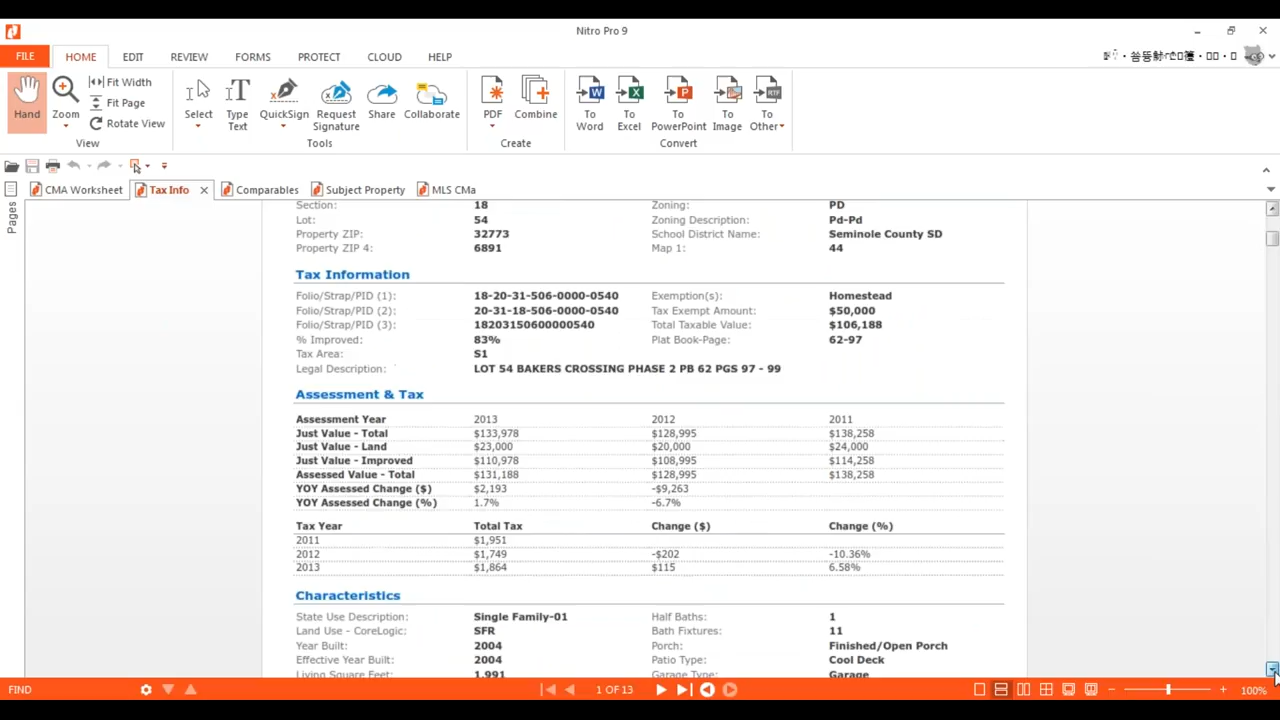 Nitro Pro 9
FILE HOME EDIT REVIEW FORMS PROTECT CLOUD HELP
Hand Zoom Fit Width Fit Page Rotate View
Select Type Text QuickSign Request Signature Share Collaborate
PDF Combine To Word To Excel To PowerPoint To Image To Other
View Tools Create Convert
CMA Worksheet Tax Info Comparables Subject Property MLS CMa
Pages
Section: 18 Zoning: PD
Lot: 54 Zoning Description: Pd-Pd
Property ZIP: 32773 School District Name: Seminole County SD
Property ZIP 4: 6891 Map 1: 44
Tax Information
Folio/Strap/PID (1): 18-20-31-506-0000-0540 Exemption(s): Homestead
Folio/Strap/PID (2): 20-31-18-506-0000-0540 Tax Exempt Amount: $50,000
Folio/Strap/PID (3): 18203150600000540 Total Taxable Value: $106,188
% Improved: 83% Plat Book-Page: 62-97
Tax Area: S1
Legal Description: LOT 54 BAKERS CROSSING PHASE 2 PB 62 PGS 97 - 99
Assessment & Tax
Assessment Year 2013 2012 2011
Just Value - Total $133,978 $128,995 $138,258
Just Value - Land $23,000 $20,000 $24,000
Just Value - Improved $110,978 $108,995 $114,258
Assessed Value - Total $131,188 $128,995 $138,258
YOY Assessed Change ($) $2,193 -$9,263
YOY Assessed Change (%) 1.7% -6.7%
Tax Year Total Tax Change ($) Change (%)
2011 $1,951
2012 $1,749 -$202 -10.36%
2013 $1,864 $115 6.58%
Characteristics
State Use Description: Single Family-01 Half Baths: 1
Land Use - CoreLogic: SFR Bath Fixtures: 11
Year Built: 2004 Porch: Finished/Open Porch
Effective Year Built: 2004 Patio Type: Cool Deck
Living Square Feet: 1,991 Garage Type: Garage
FIND 1 OF 13 100%